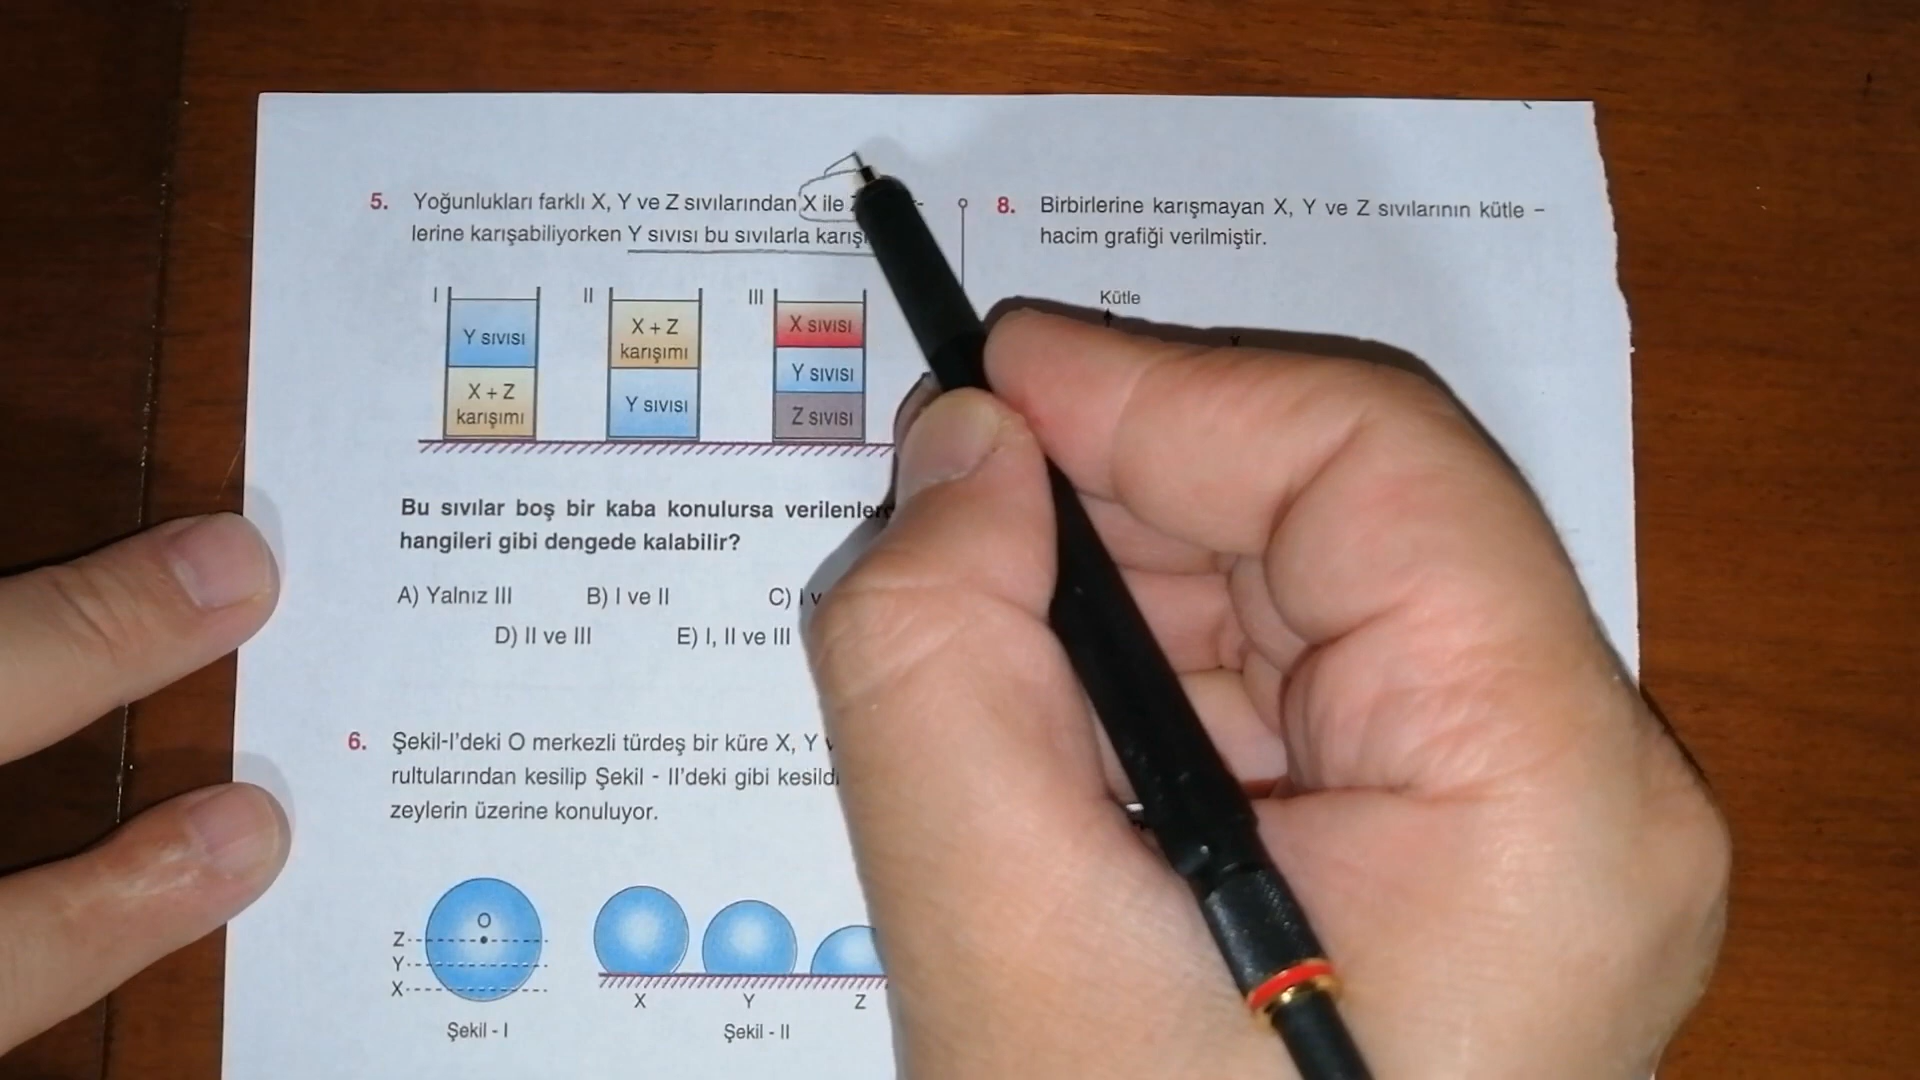 5. Yoğunlukları farklı X, Y ve Z sıvılarından X ile
lerine karışabiliyorken Y sıvısı bu sıvılarla
I
Y sıvısı
X + Z
karışımı
II
X + Z
karışımı
Y sıvısı
III
X sıvısı
Y sıvısı
Z sıvısı
Bu sıvılar boş bir kaba konulursa
hangileri gibi dengede kalabilir?
A) Yalnız III B) I ve II C) I
D) II ve III E) I, II ve III
6. Şekil-I'deki O merkezli türdeş bir küre X, Y
rultularından kesilip Şekil - II'deki gibi
zeylerin üzerine konuluyor.
O
Z
Y
X
Şekil - I
X Y Z
Şekil - II
8. Birbirlerine karışmayan X, Y ve Z sıvılarının kütle –
hacim grafiği verilmiştir.
Kütle